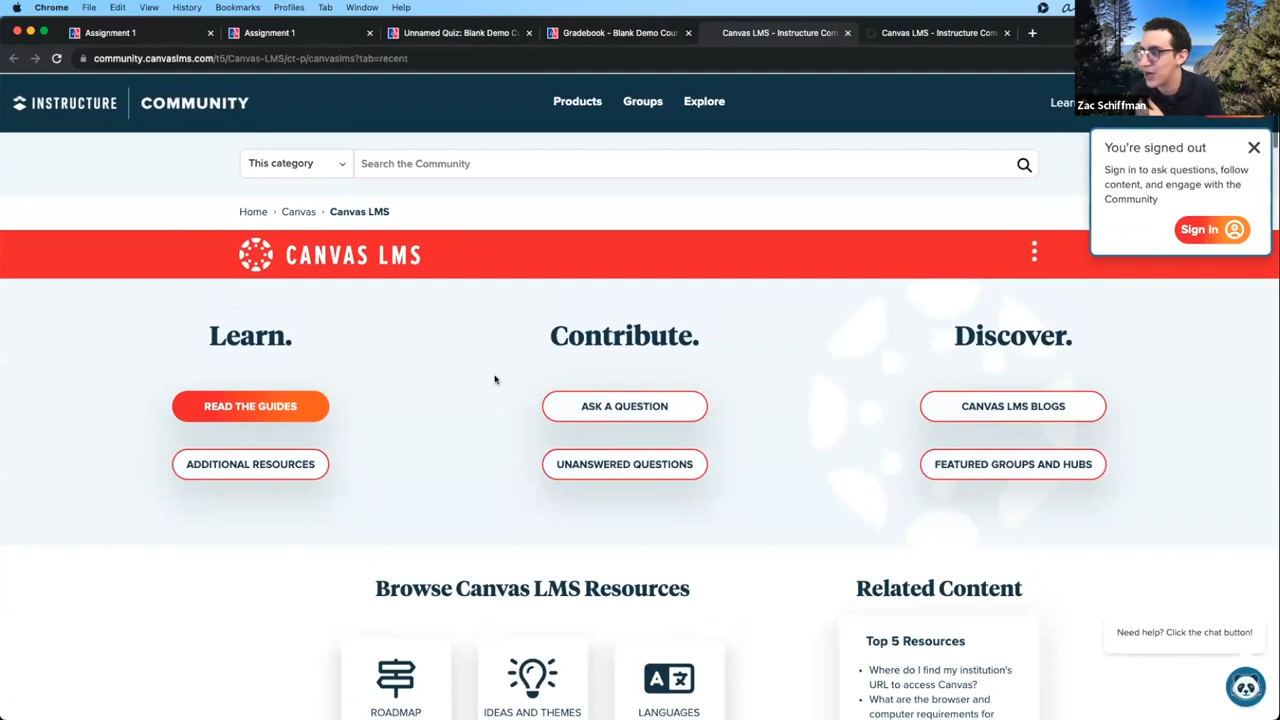 Chrome File Edit View History Bookmarks Profiles Tab Window Help
Assignment 1
Assignment 1
Unnamed Quiz: Blank Demo C
Gradebook - Blank Demo Cour
Canvas LMS - Instructure Com
Canvas LMS - Instructure Com
community.canvaslms.com/t5/Canvas-LMS/ct-p/canvaslms?tab=recent
Zac Schiffman
INSTRUCTURE COMMUNITY
Products Groups Explore
Lear
You're signed out
Sign in to ask questions, follow
content, and engage with the
Community
Sign In
This category
Search the Community
Home › Canvas › Canvas LMS
CANVAS LMS
Learn.
Contribute.
Discover.
READ THE GUIDES
ASK A QUESTION
CANVAS LMS BLOGS
ADDITIONAL RESOURCES
UNANSWERED QUESTIONS
FEATURED GROUPS AND HUBS
Browse Canvas LMS Resources
Related Content
ROADMAP
IDEAS AND THEMES
A
LANGUAGES
Top 5 Resources
• Where do I find my institution's
URL to access Canvas?
• What are the browser and
computer requirements for
Need help? Click the chat button!